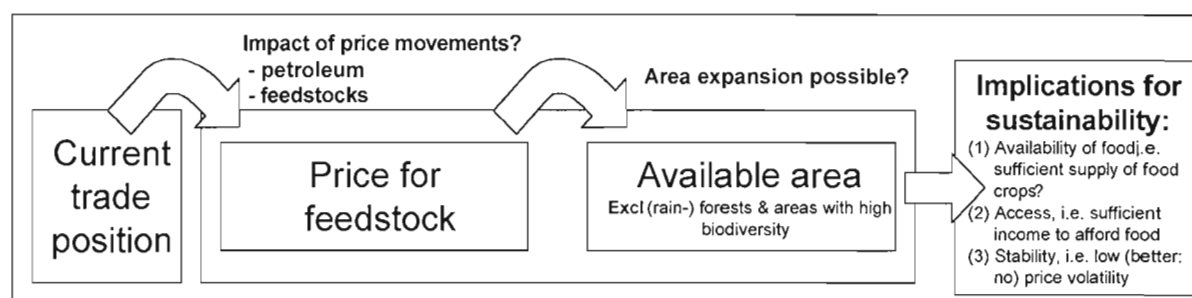 Impact of price movements?
- petroleum
- feedstocks
Area expansion possible?
Current
trade
position
Price for
feedstock
Available area
Excl (rain-) forests & areas with high
biodiversity
Implications for
sustainability:
(1) Availability of food, i.e.
sufficient supply of food
crops?
(2) Access, i.e. sufficient
income to afford food
(3) Stability, i.e. low (better:
no) price volatility